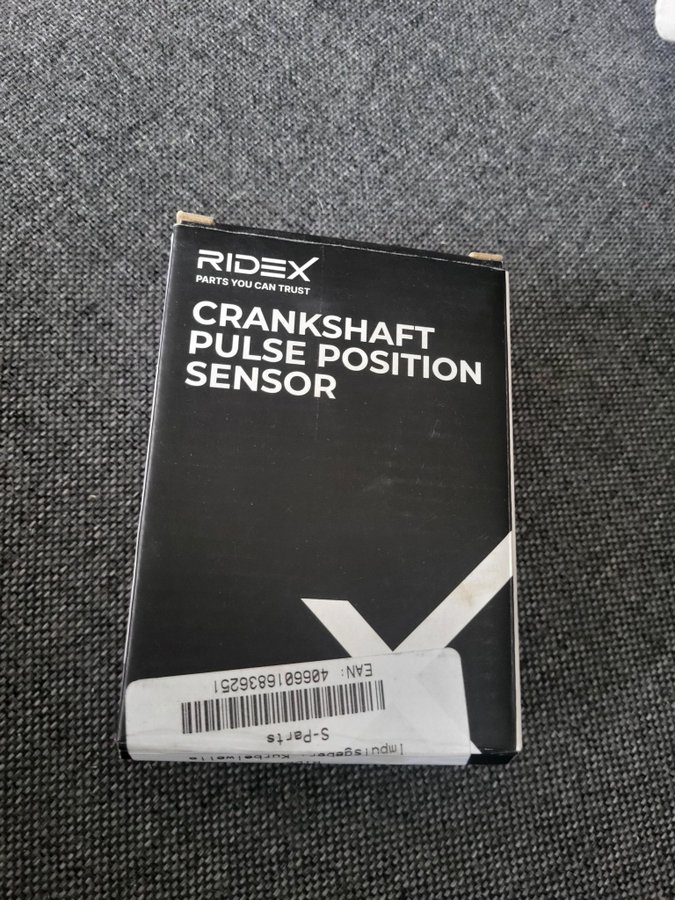 RIDEX
PARTS YOU CAN TRUST
CRANKSHAFT
PULSE POSITION
SENSOR
Impulsgeber, Kurbelwelle
S-Parts
EAN: 4066016836251